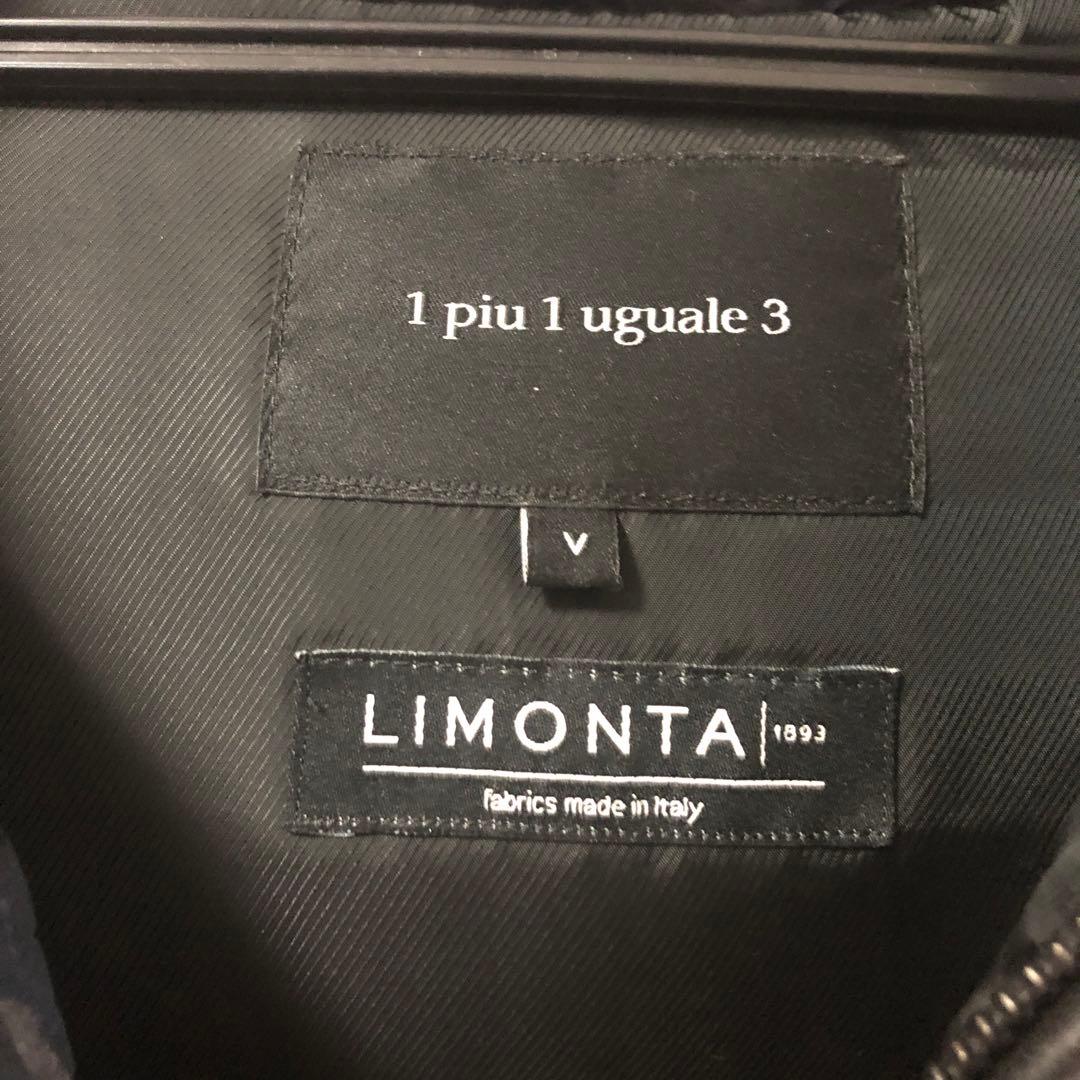 1 piu 1 uguale 3
V
LIMONTA 1893
fabrics made in Italy